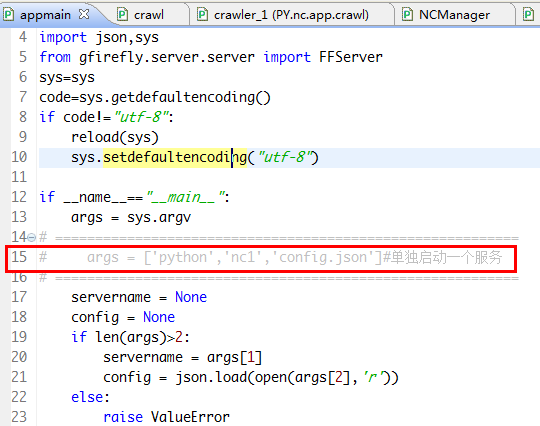 appmain crawl crawler_1 (PY.nc.app.crawl) NCManager
4 import json,sys
5 from gfirefly.server.server import FFServer
6 sys=sys
7 code=sys.getdefaultencoding()
8 if code!="utf-8":
9 reload(sys)
10 sys.setdefaultencoding("utf-8")
11
12 if __name__=="__main__":
13 args = sys.argv
14 # ===========================================================
15 # args = ['python','nc1','config.json']#单独启动一个服务
16 # ===========================================================
17 servername = None
18 config = None
19 if len(args)>2:
20 servername = args[1]
21 config = json.load(open(args[2],'r'))
22 else:
23 raise ValueError